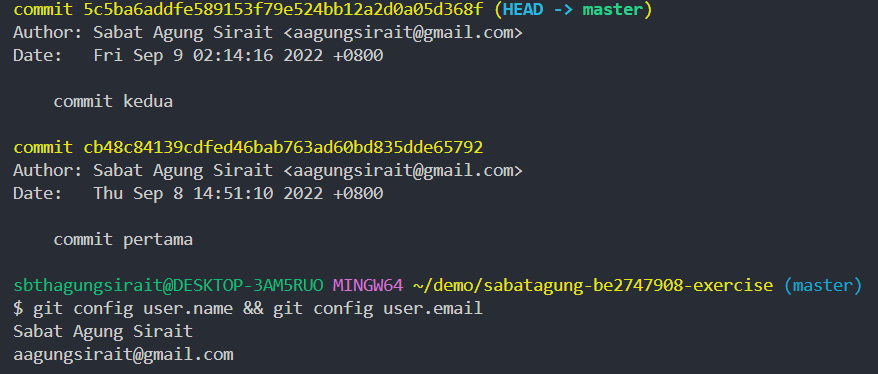 commit 5c5ba6addfe589153f79e524bb12a2d0a05d368f (HEAD -> master)
Author: Sabat Agung Sirait <aagungsirait@gmail.com>
Date:   Fri Sep 9 02:14:16 2022 +0800
    commit kedua
commit cb48c84139cdfed46bab763ad60bd835dde65792
Author: Sabat Agung Sirait <aagungsirait@gmail.com>
Date:   Thu Sep 8 14:51:10 2022 +0800
    commit pertama
sbthagungsirait@DESKTOP-3AM5RUO MINGW64 ~/demo/sabatagung-be2747908-exercise (master)
$ git config user.name && git config user.email
Sabat Agung Sirait
aagungsirait@gmail.com